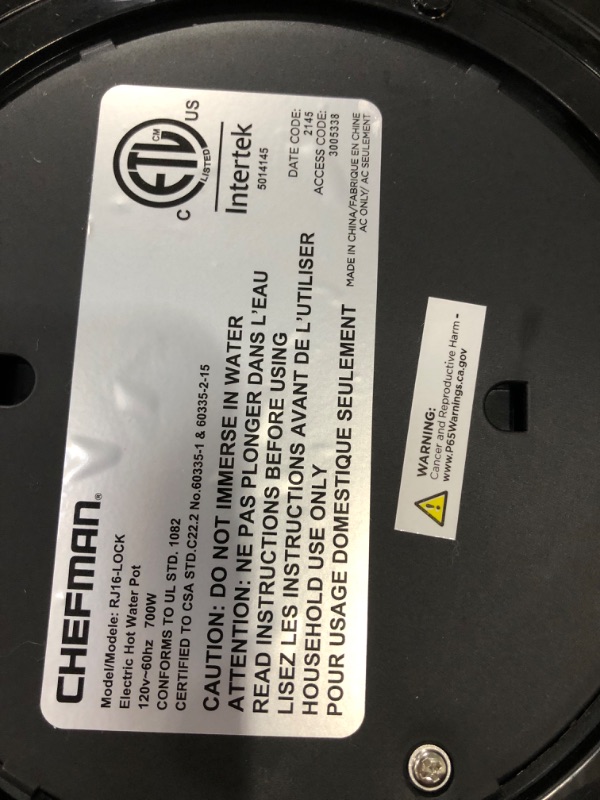 CHEFMAN®
Model/Modele: RJ16-LOCK
Electric Hot Water Pot
120v~60hz 700W
CONFORMS TO UL STD. 1082
CERTIFIED TO CSA STD.C22.2 No.60335-1 & 60335-2-15
CAUTION: DO NOT IMMERSE IN WATER
ATTENTION: NE PAS PLONGER DANS L'EAU
READ INSTRUCTIONS BEFORE USING
LISEZ LES INSTRUCTIONS AVANT DE L'UTILISER
HOUSEHOLD USE ONLY
POUR USAGE DOMESTIQUE SEULEMENT
C ETL CM LISTED US
Intertek
5014145
DATE CODE:
2145
ACCESS CODE:
3005338
MADE IN CHINA/FABRIQUE EN CHINE
AC ONLY/ AC SEULEMENT
WARNING:
Cancer and Reproductive Harm -
www.P65Warnings.ca.gov